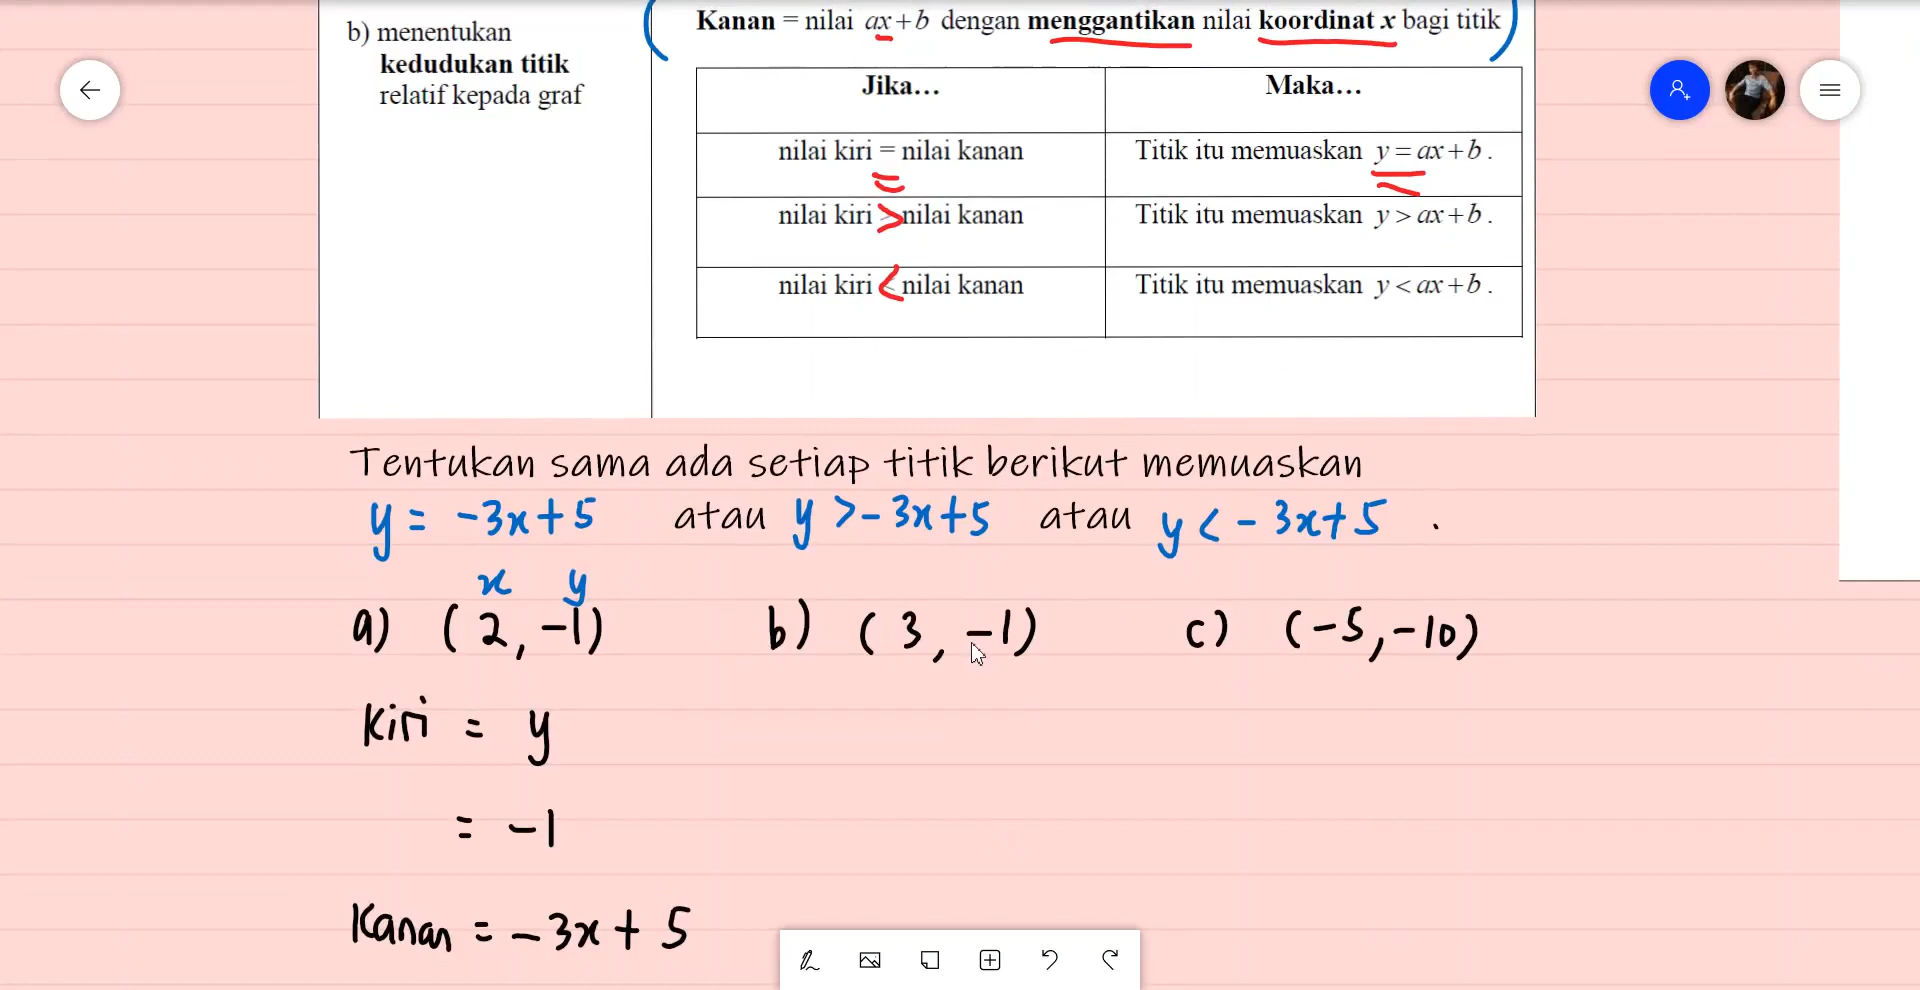 b) menentukan
kedudukan titik
relatif kepada graf
Kanan = nilai ax + b dengan menggantikan nilai koordinat x bagi titik
Jika… Maka…
nilai kiri = nilai kanan Titik itu memuaskan y = ax + b .
nilai kiri > nilai kanan Titik itu memuaskan y > ax + b .
nilai kiri < nilai kanan Titik itu memuaskan y < ax + b .
Tentukan sama ada setiap titik berikut memuaskan
y = -3x + 5 atau y > -3x + 5 atau y < -3x + 5 .
x y
a) (2, -1) b) (3, -1) c) (-5, -10)
Kiri = y
= -1
Kanan = -3x + 5